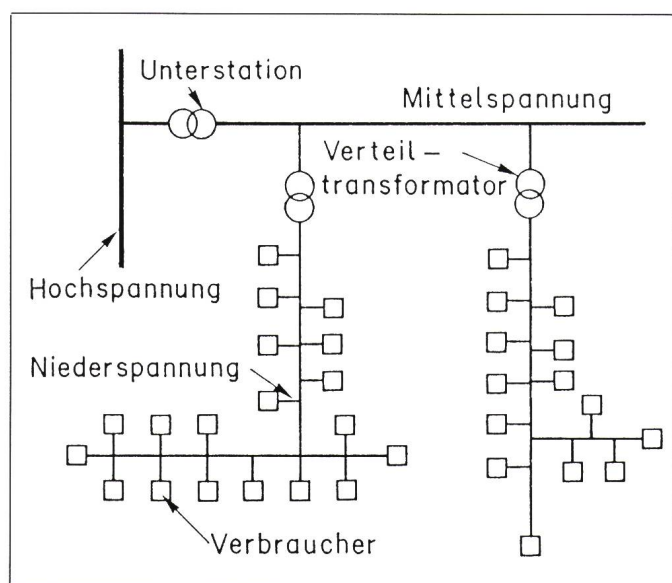 Unterstation
Mittelspannung
Verteil-
transformator
Hochspannung
Niederspannung
Verbraucher